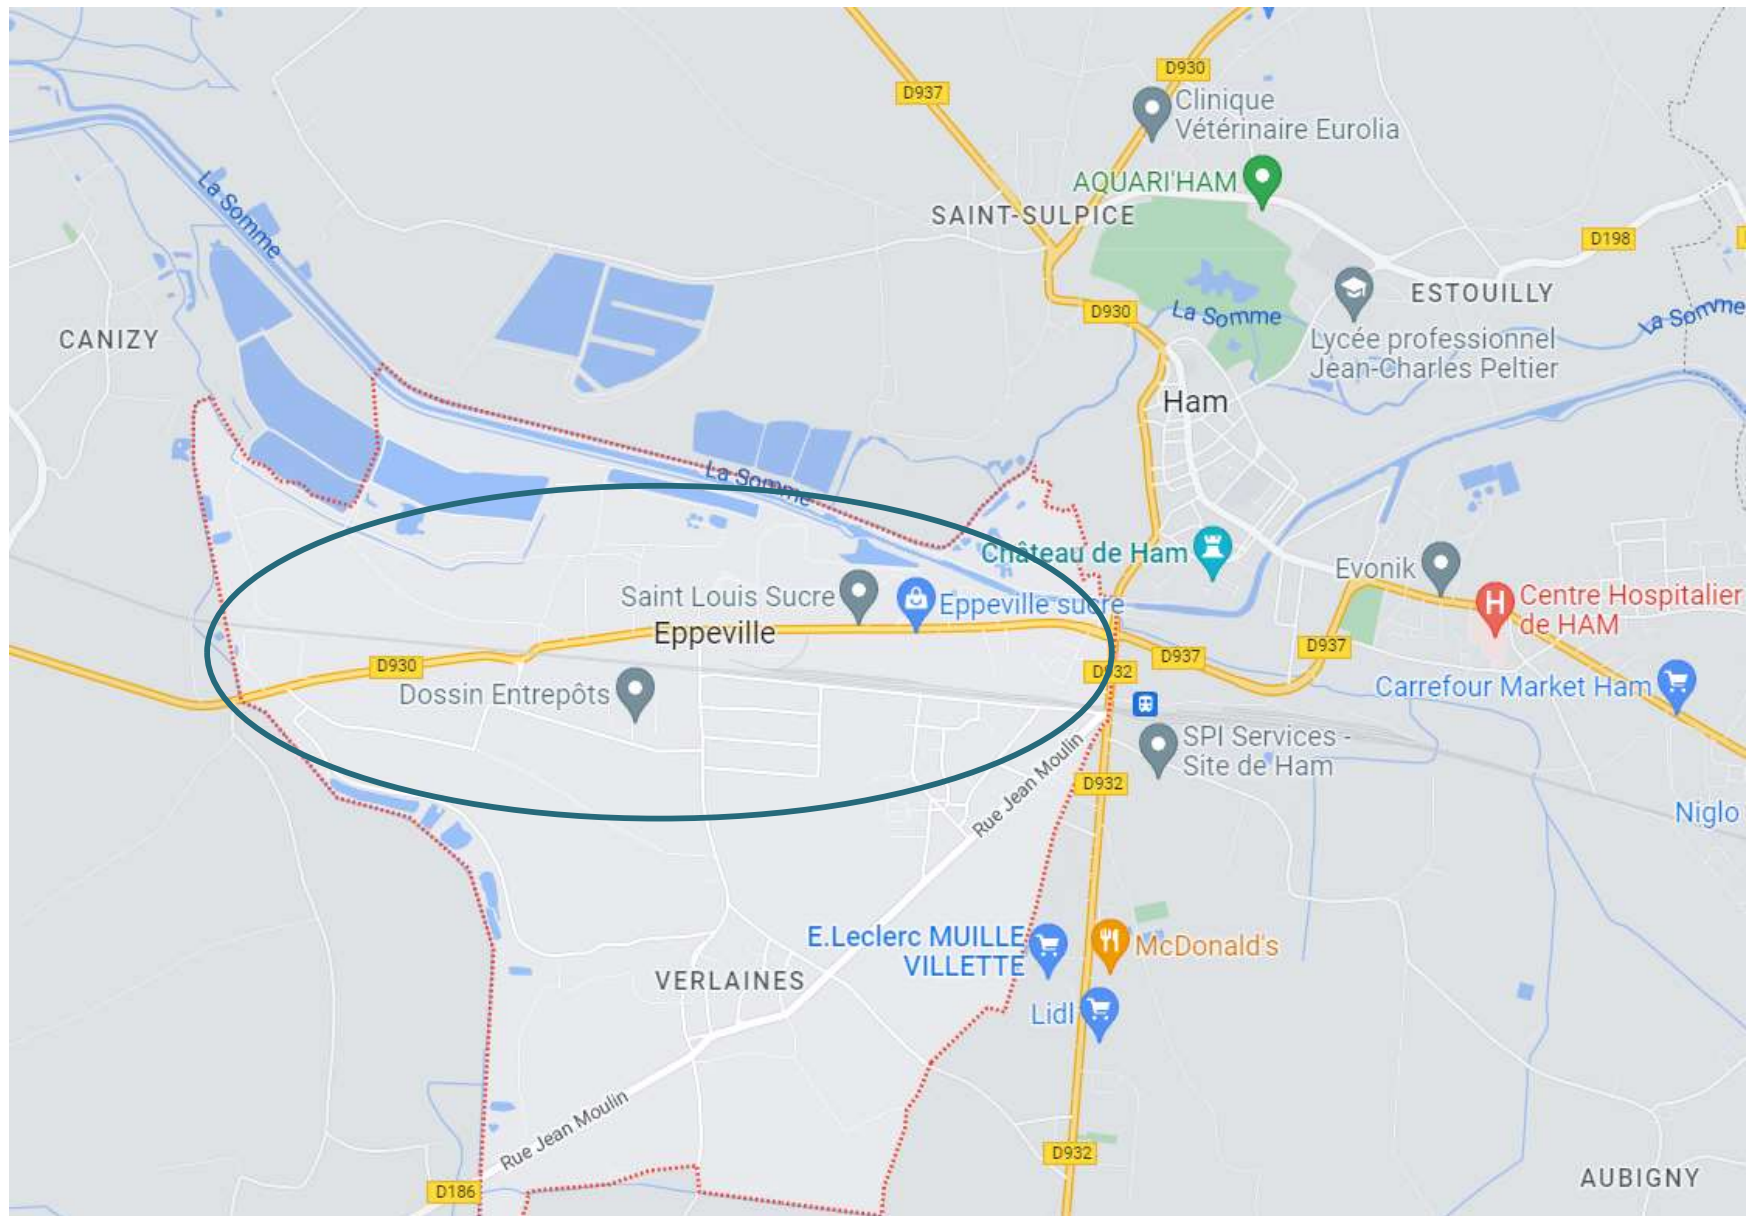 D930
D937
Clinique
Vétérinaire Eurolia
La Somme
AQUARI'HAM
SAINT-SULPICE
D198
CANIZY
D930
La Somme
ESTOUILLY
La Somme
Lycée professionnel
Jean-Charles Peltier
Ham
La Somme
Château de Ham
Evonik
Saint Louis Sucre
Eppeville sucre
Centre Hospitalier
de HAM
Eppeville
D930
D932
D937
D937
Dossin Entrepôts
Carrefour Market Ham
SPI Services -
Site de Ham
Rue Jean Moulin
D932
Niglo
E.Leclerc MUILLE
VILLETTE
McDonald's
VERLAINES
Lidl
Rue Jean Moulin
D932
D186
AUBIGNY
H